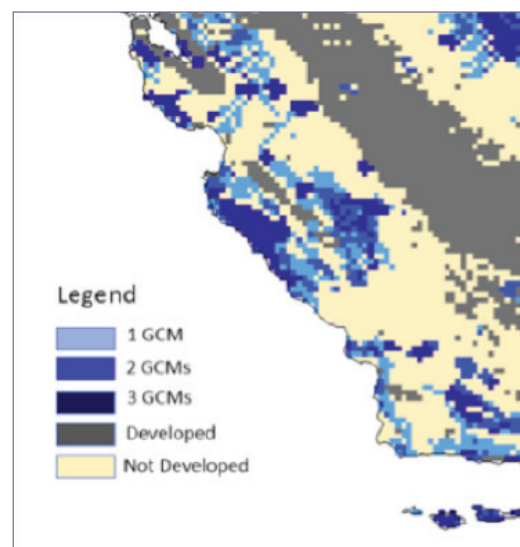 Legend
1 GCM
2 GCMs
3 GCMs
Developed
Not Developed